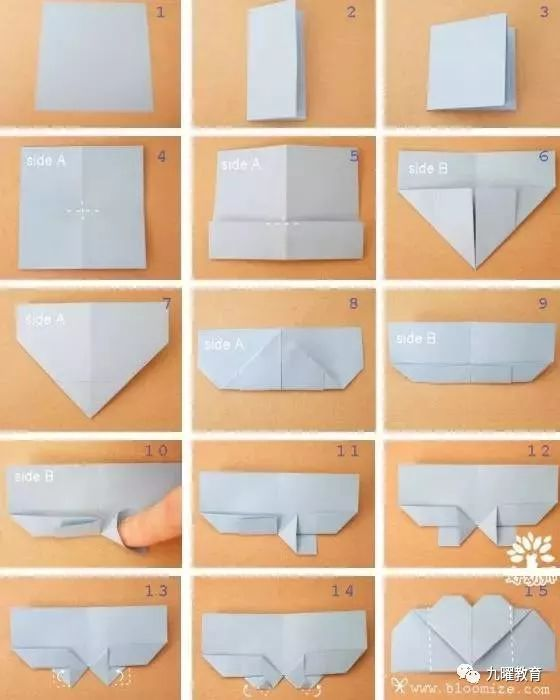 1
2
3
side A
4
side A
5
side B
6
side A
7
side A
8
side B
9
side B
10
11
12
13
14
15
九曜教育
www.bloomize.com